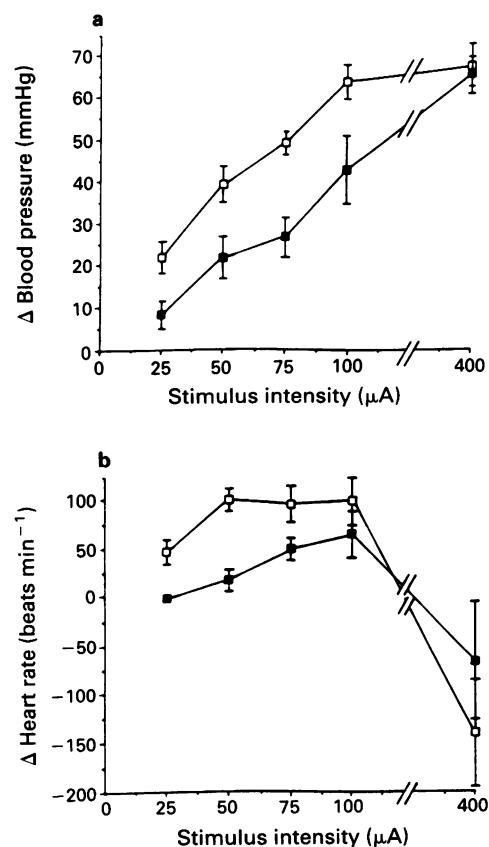 a
Δ Blood pressure (mmHg)
70
60
50
40
30
20
10
0
0 25 50 75 100 400
Stimulus intensity (μA)
b
Δ Heart rate (beats min⁻¹)
100
50
0
−50
−100
−150
−200
0 25 50 75 100 400
Stimulus intensity (μA)